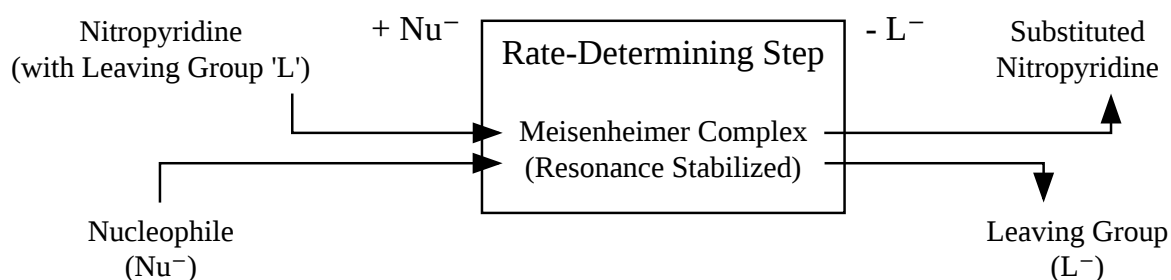 Nitropyridine
(with Leaving Group 'L')
+ Nu⁻
Rate-Determining Step
- L⁻
Substituted
Nitropyridine
Meisenheimer Complex
(Resonance Stabilized)
Nucleophile
(Nu⁻)
Leaving Group
(L⁻)